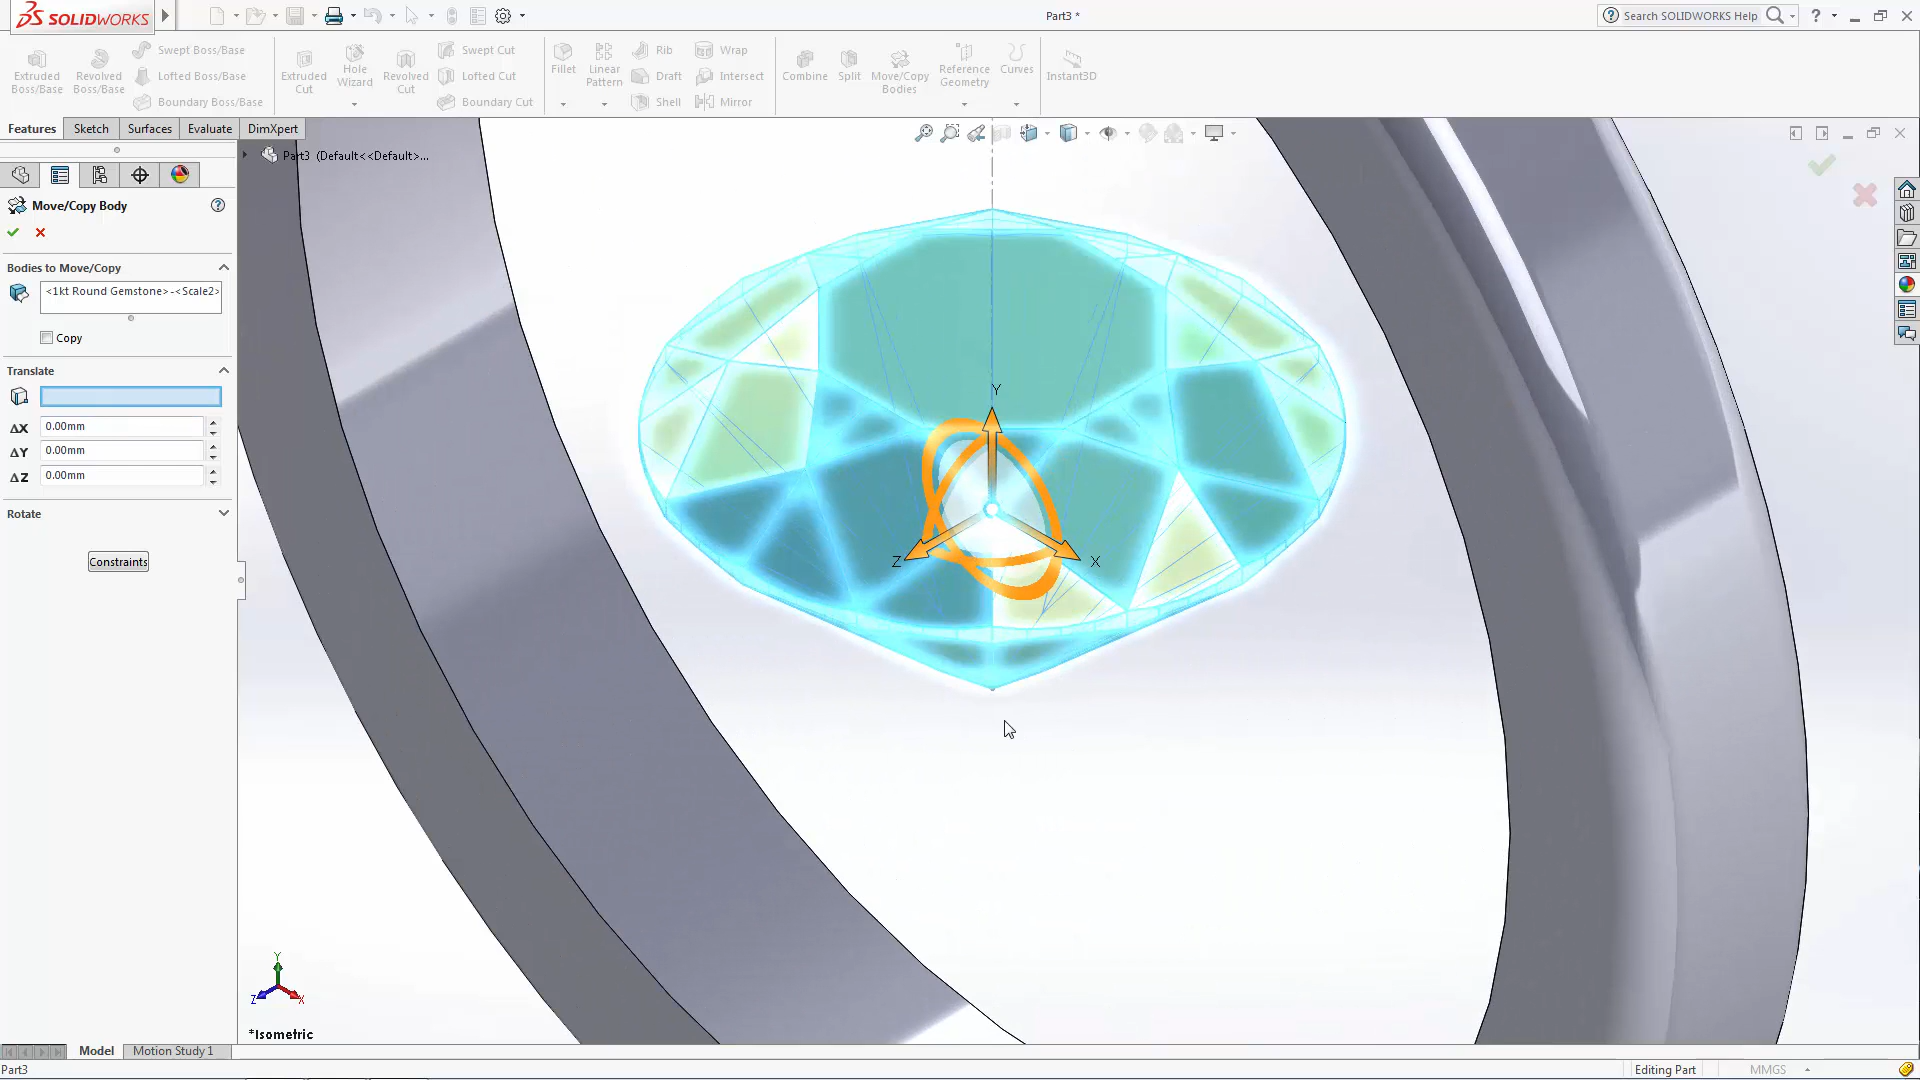 SOLIDWORKS
Part3 *
Search SOLIDWORKS Help
Extruded Boss/Base
Revolved Boss/Base
Swept Boss/Base
Lofted Boss/Base
Boundary Boss/Base
Extruded Cut
Hole Wizard
Revolved Cut
Swept Cut
Lofted Cut
Boundary Cut
Fillet
Linear Pattern
Rib
Draft
Shell
Wrap
Intersect
Mirror
Combine
Split
Move/Copy Bodies
Reference Geometry
Curves
Instant3D
Features
Sketch
Surfaces
Evaluate
DimXpert
Part3 (Default<<Default>...
Move/Copy Body
Bodies to Move/Copy
<1kt Round Gemstone>-<Scale2>
Copy
Translate
ΔX 0.00mm
ΔY 0.00mm
ΔZ 0.00mm
Rotate
Constraints
Y
Z
X
Y
Z
X
*Isometric
Model
Motion Study 1
Part3
Editing Part
MMGS